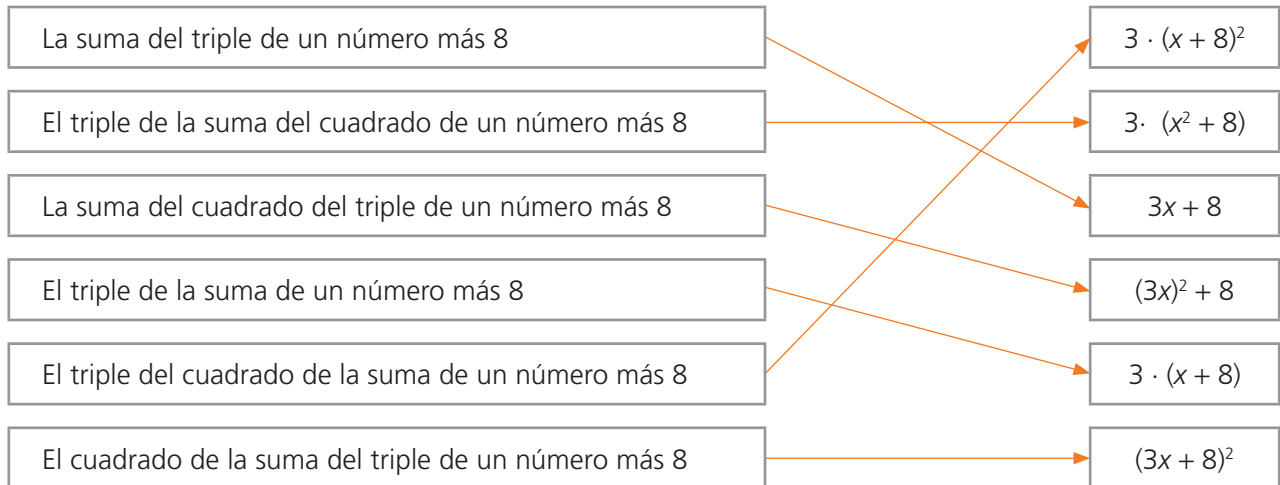 La suma del triple de un número más 8
3 · (x + 8)²
El triple de la suma del cuadrado de un número más 8
3· (x² + 8)
La suma del cuadrado del triple de un número más 8
3x + 8
El triple de la suma de un número más 8
(3x)² + 8
El triple del cuadrado de la suma de un número más 8
3 · (x + 8)
El cuadrado de la suma del triple de un número más 8
(3x + 8)²